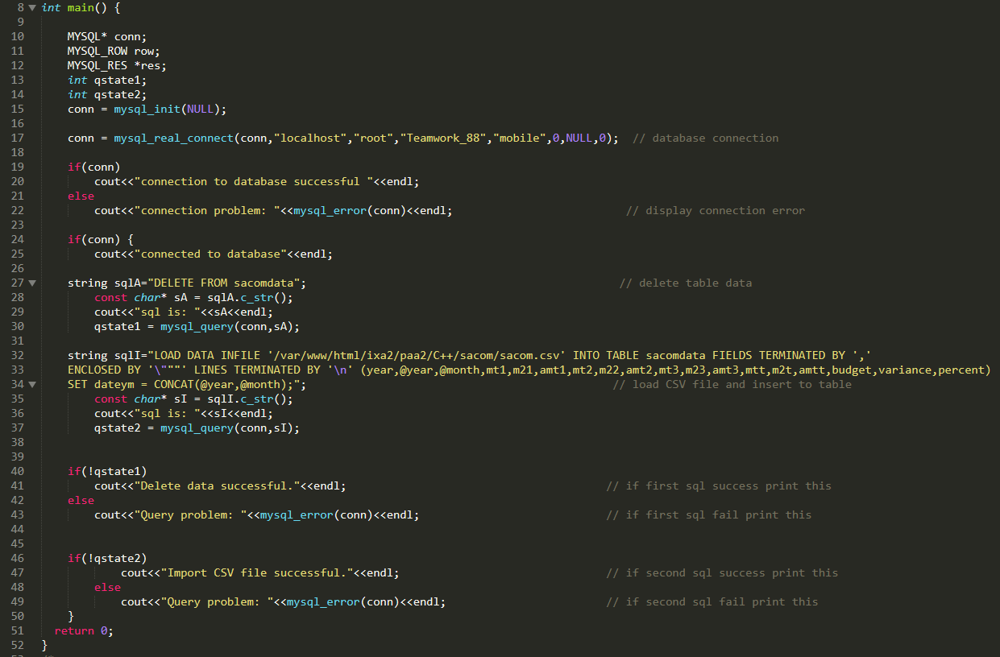 8 int main() {
9
10 MYSQL* conn;
11 MYSQL_ROW row;
12 MYSQL_RES *res;
13 int qstate1;
14 int qstate2;
15 conn = mysql_init(NULL);
16
17 conn = mysql_real_connect(conn,"localhost","root","Teamwork_88","mobile",0,NULL,0); // database connection
18
19 if(conn)
20 cout<<"connection to database successful "<<endl;
21 else
22 cout<<"connection problem: "<<mysql_error(conn)<<endl; // display connection error
23
24 if(conn) {
25 cout<<"connected to database"<<endl;
26
27 string sqlA="DELETE FROM sacomdata"; // delete table data
28 const char* sA = sqlA.c_str();
29 cout<<"sql is: "<<sA<<endl;
30 qstate1 = mysql_query(conn,sA);
31
32 string sqlI="LOAD DATA INFILE '/var/www/html/ixa2/paa2/C++/sacom/sacom.csv' INTO TABLE sacomdata FIELDS TERMINATED BY ','
33 ENCLOSED BY '\"""' LINES TERMINATED BY '\n' (year,@year,@month,mt1,m21,amt1,mt2,m22,amt2,mt3,m23,amt3,mtt,m2t,amtt,budget,variance,percent)
34 SET dateym = CONCAT(@year,@month);"; // load CSV file and insert to table
35 const char* sI = sqlI.c_str();
36 cout<<"sql is: "<<sI<<endl;
37 qstate2 = mysql_query(conn,sI);
38
39
40 if(!qstate1)
41 cout<<"Delete data successful."<<endl; // if first sql success print this
42 else
43 cout<<"Query problem: "<<mysql_error(conn)<<endl; // if first sql fail print this
44
45
46 if(!qstate2)
47 cout<<"Import CSV file successful."<<endl; // if second sql success print this
48 else
49 cout<<"Query problem: "<<mysql_error(conn)<<endl; // if second sql fail print this
50 }
51 return 0;
52 }